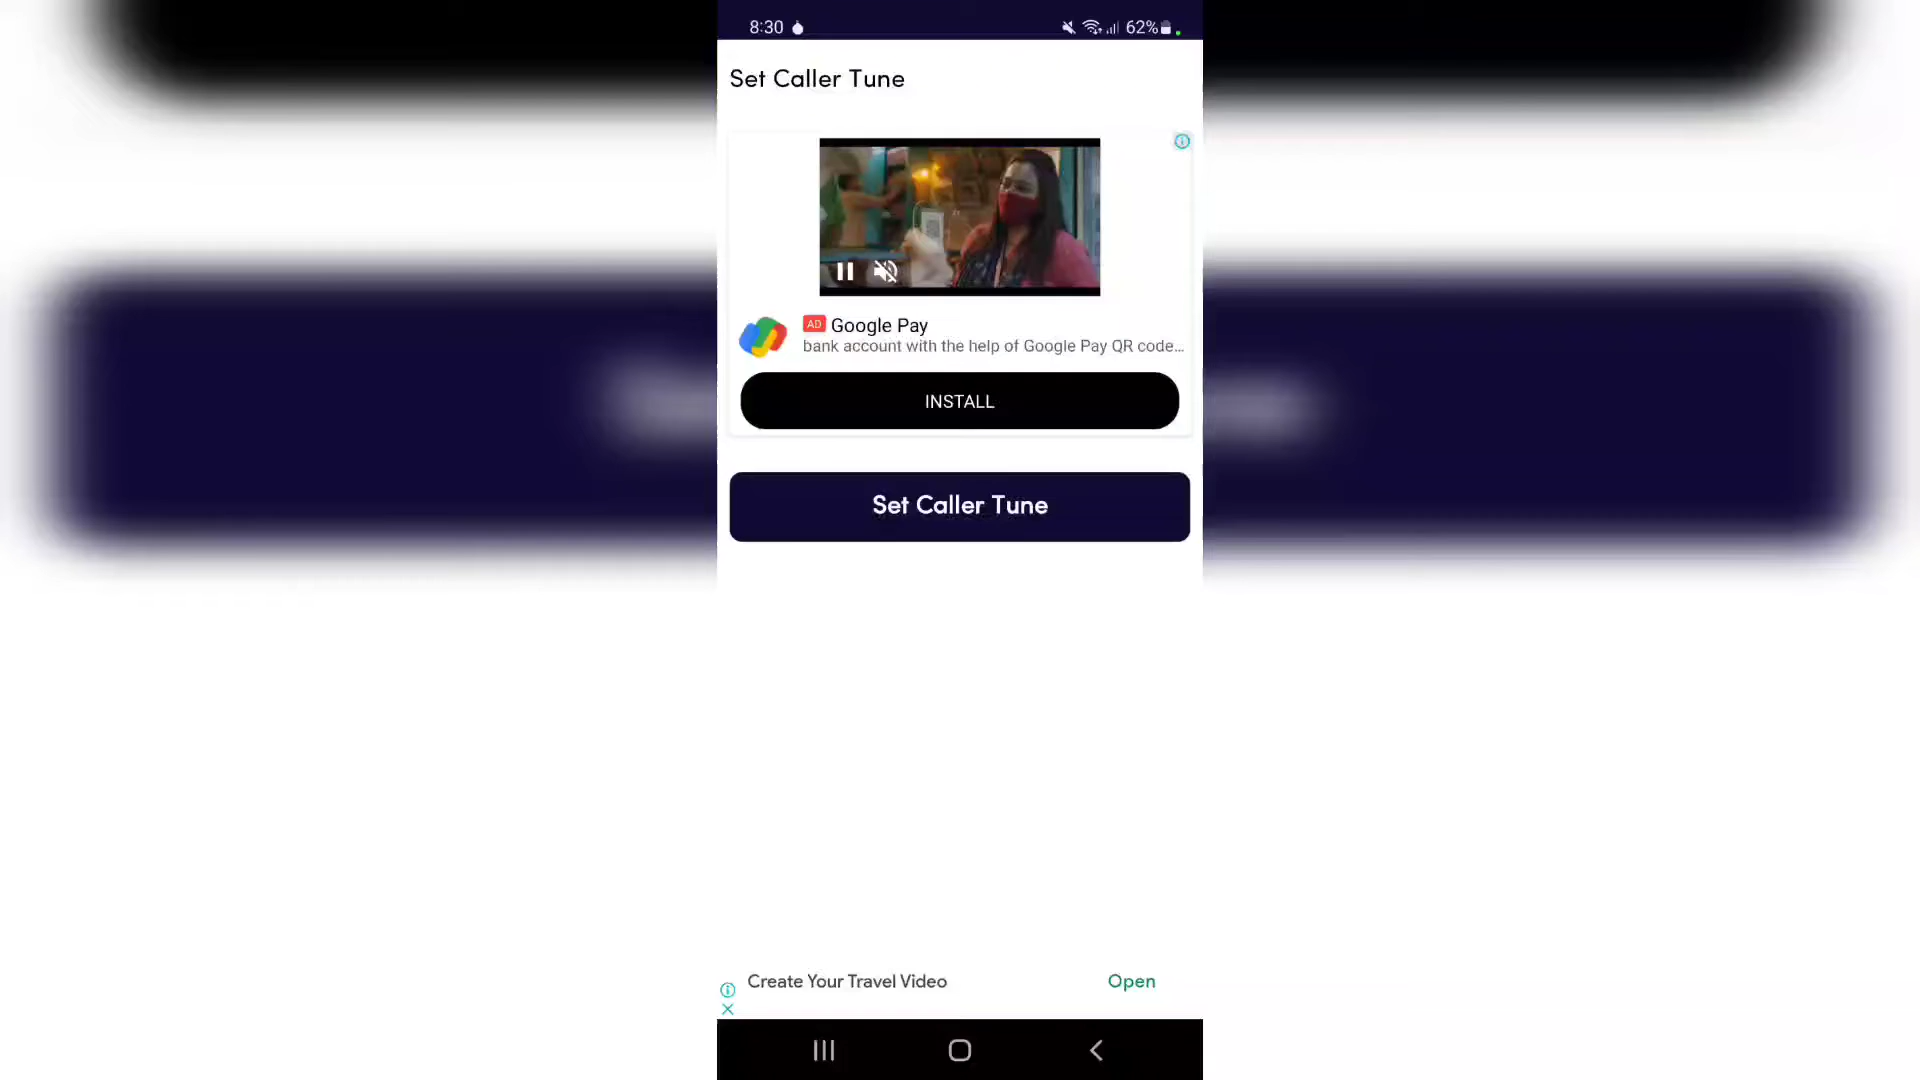 8:30
62%
Set Caller Tune
AD Google Pay
bank account with the help of Google Pay QR code...
INSTALL
Set Caller Tune
Create Your Travel Video
Open